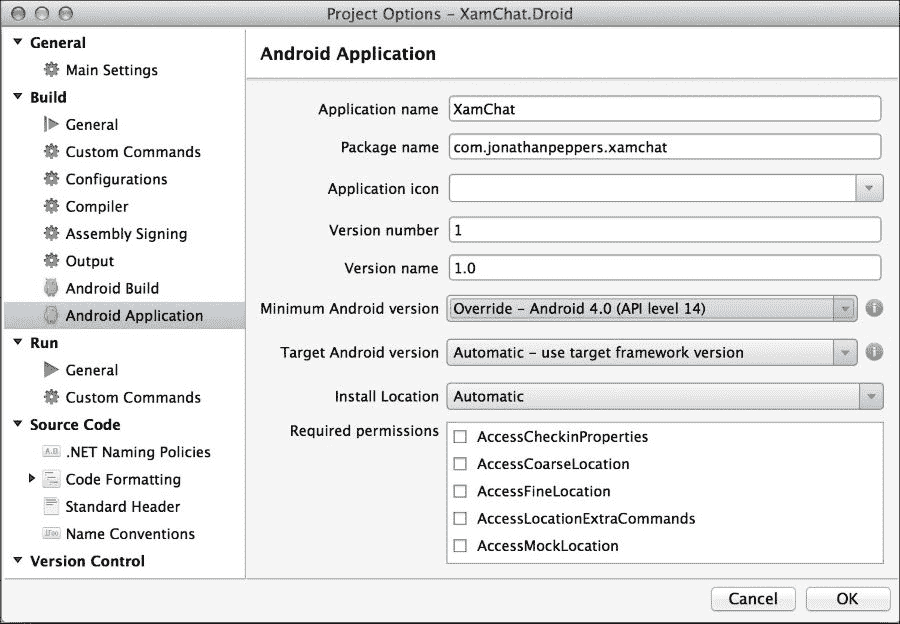 Project Options – XamChat.Droid
General
Main Settings
Build
General
Custom Commands
Configurations
Compiler
Assembly Signing
Output
Android Build
Android Application
Run
General
Custom Commands
Source Code
.NET Naming Policies
Code Formatting
Standard Header
Name Conventions
Version Control
Android Application
Application name XamChat
Package name com.jonathanpeppers.xamchat
Application icon
Version number 1
Version name 1.0
Minimum Android version Override – Android 4.0 (API level 14)
Target Android version Automatic – use target framework version
Install Location Automatic
Required permissions
AccessCheckinProperties
AccessCoarseLocation
AccessFineLocation
AccessLocationExtraCommands
AccessMockLocation
Cancel OK